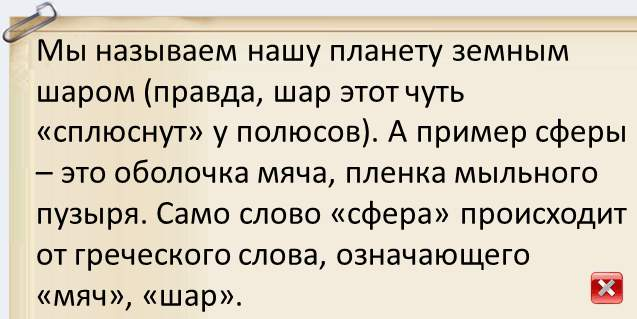 Мы называем нашу планету земным
шаром (правда, шар этот чуть
«сплюснут» у полюсов). А пример сферы
– это оболочка мяча, пленка мыльного
пузыря. Само слово «сфера» происходит
от греческого слова, означающего
«мяч», «шар».